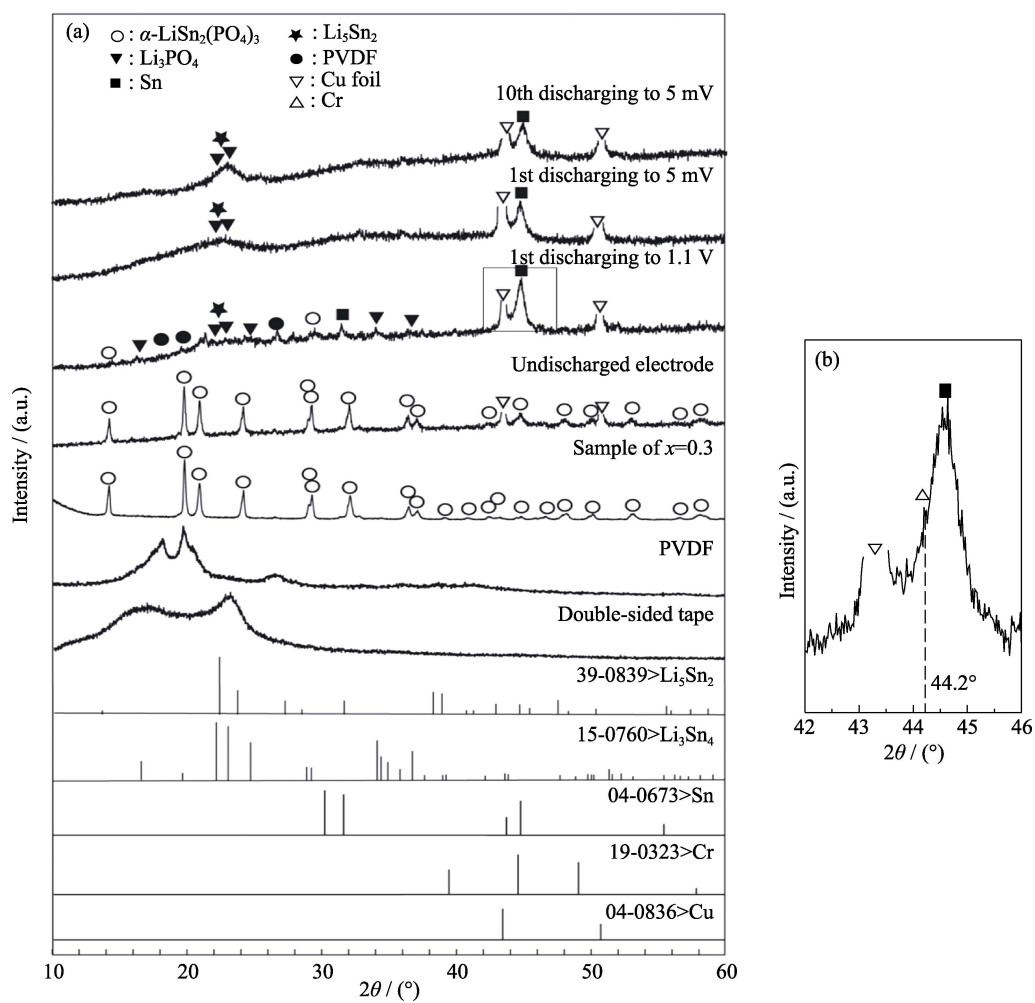 (a)
○ : α-LiSn₂(PO₄)₃
★ : Li₅Sn₂
▼ : Li₃PO₄
● : PVDF
■ : Sn
▽ : Cu foil
△ : Cr
10th discharging to 5 mV
1st discharging to 5 mV
1st discharging to 1.1 V
Undischarged electrode
Sample of x=0.3
PVDF
Double-sided tape
39-0839>Li₅Sn₂
15-0760>Li₃Sn₄
04-0673>Sn
19-0323>Cr
04-0836>Cu
Intensity / (a.u.)
10 20 30 40 50 60
2θ / (°)
(b)
44.2°
Intensity / (a.u.)
42 43 44 45 46
2θ / (°)